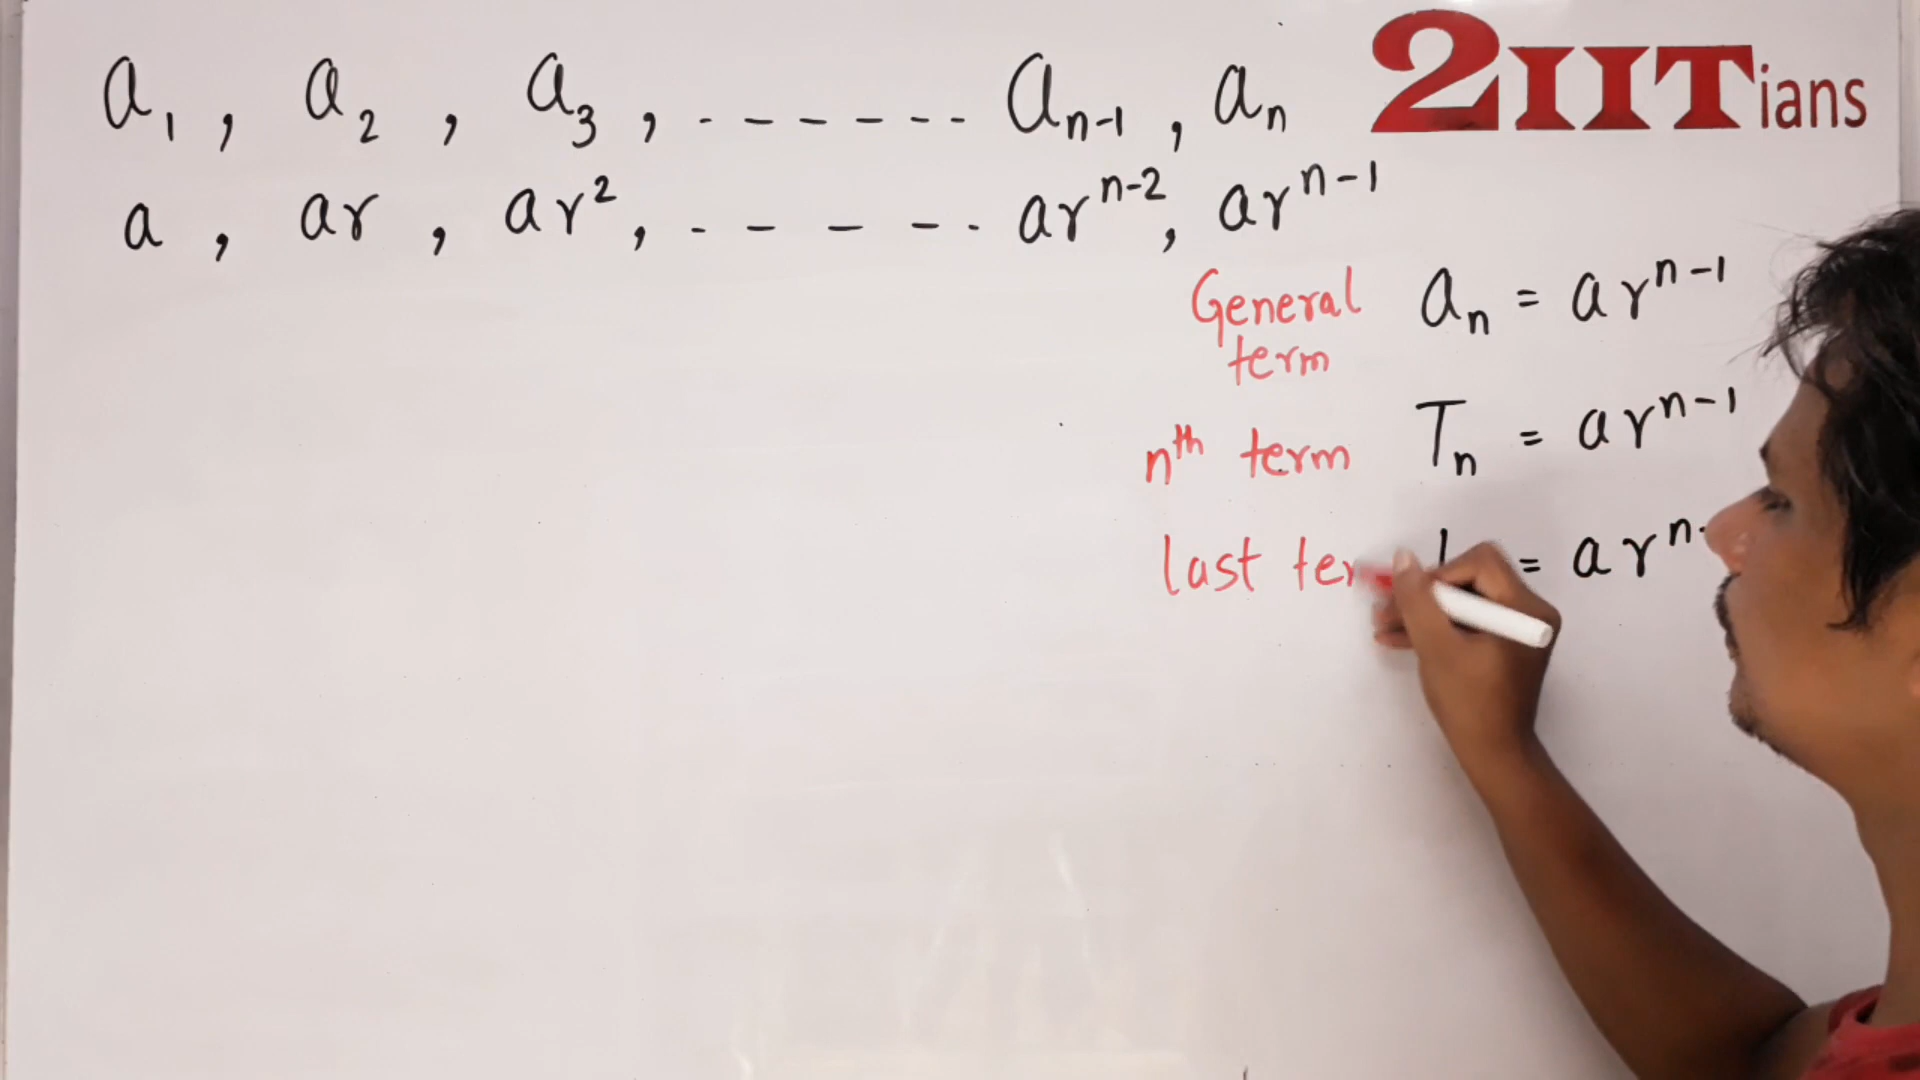 a₁ , a₂ , a₃ , . – – – – – . . aₙ₋₁ , aₙ 2IITians
a , ar , ar² , . – – – . arⁿ⁻² , arⁿ⁻¹
General aₙ = arⁿ⁻¹
term
nᵗʰ term Tₙ = arⁿ⁻¹
last = ar